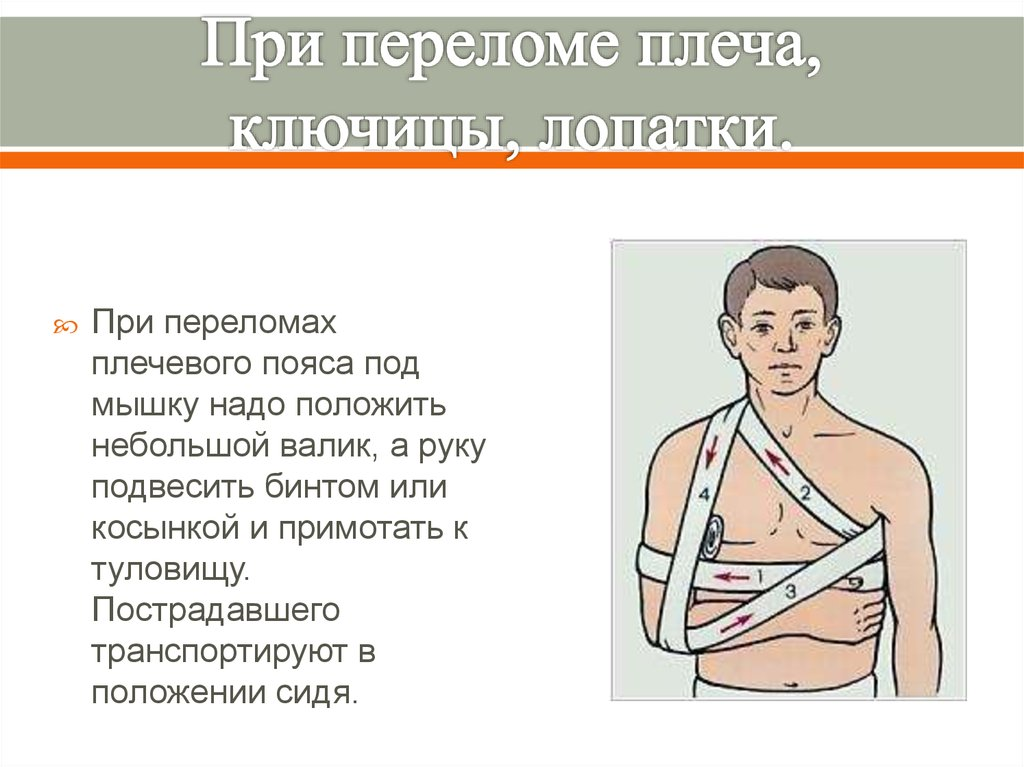 При переломе плеча,
ключицы, лопатки.
При переломах
плечевого пояса под
мышку надо положить
небольшой валик, а руку
подвесить бинтом или
косынкой и примотать к
туловищу.
Пострадавшего
транспортируют в
положении сидя.
4
2
1
3